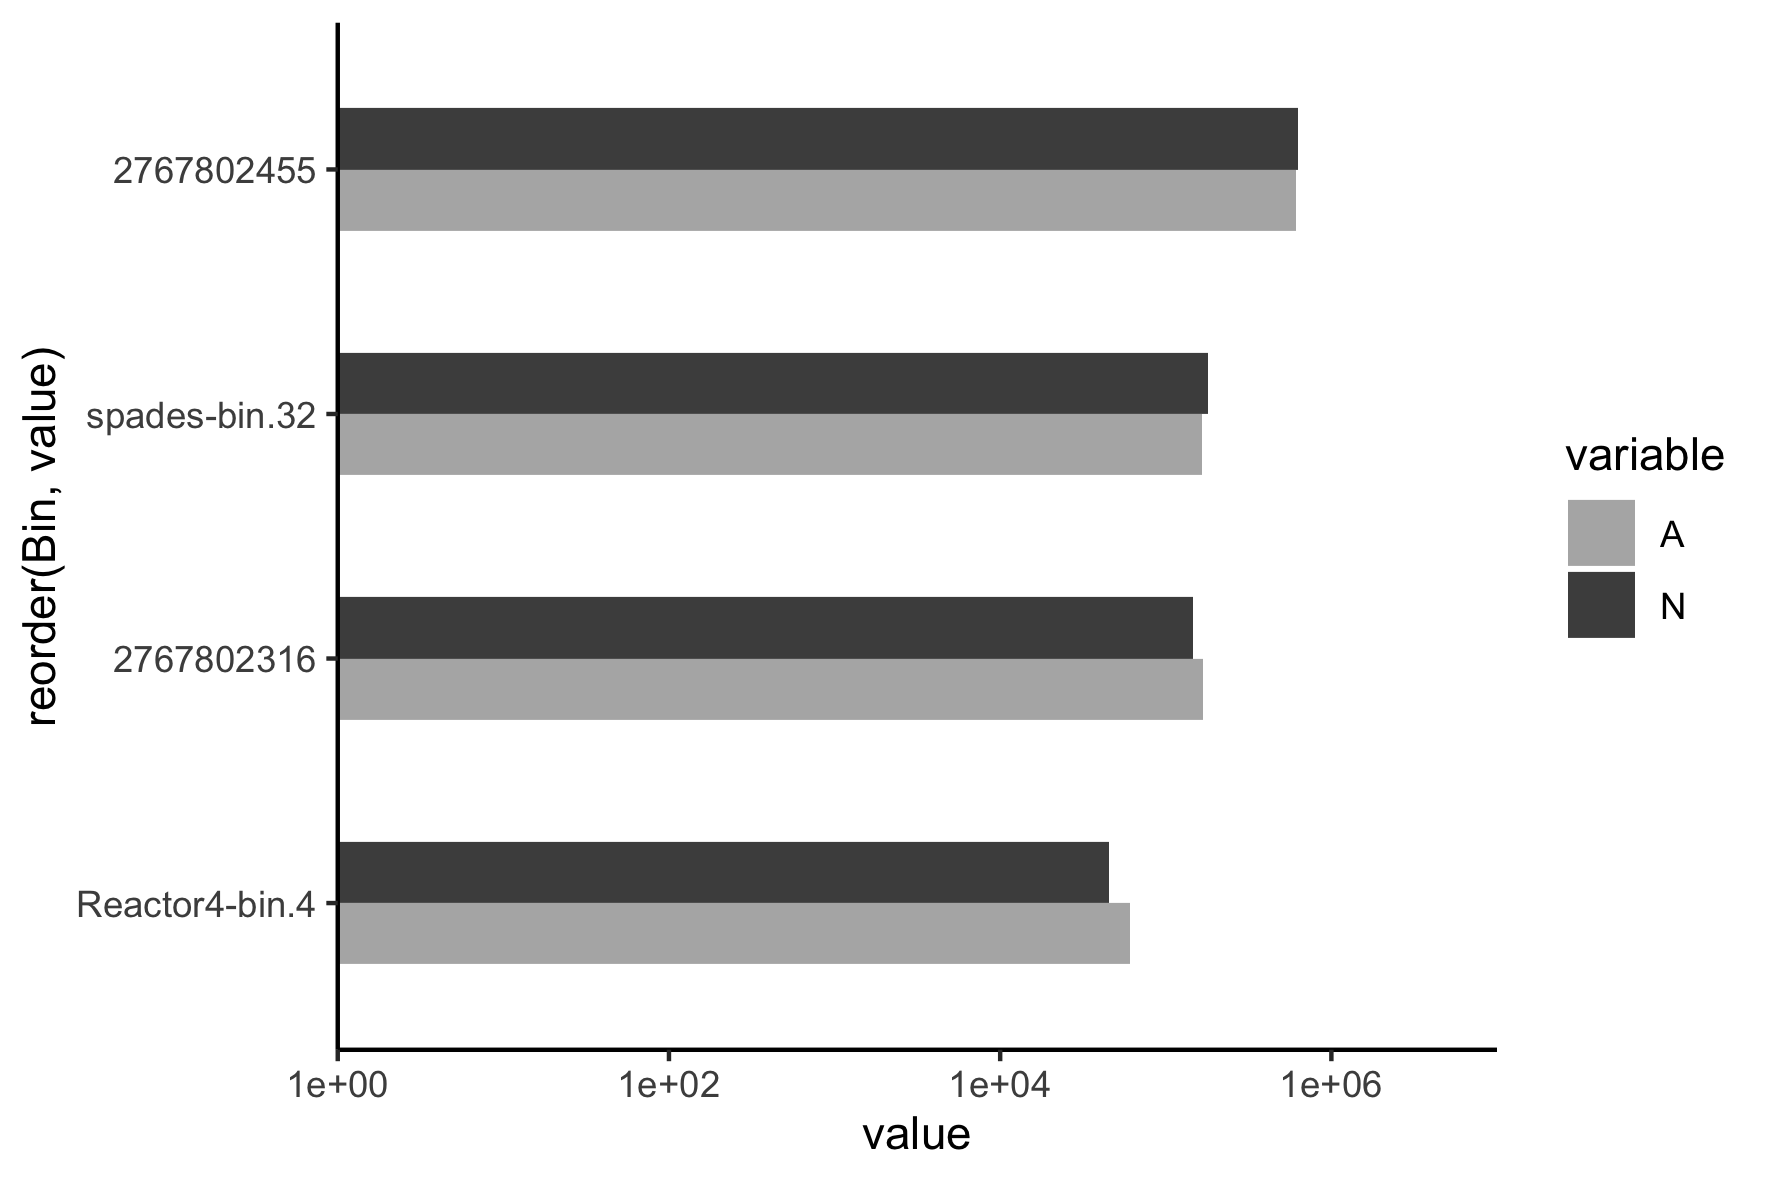 reorder(Bin, value)
2767802455
spades-bin.32
2767802316
Reactor4-bin.4
1e+00 1e+02 1e+04 1e+06
value
variable
A
N